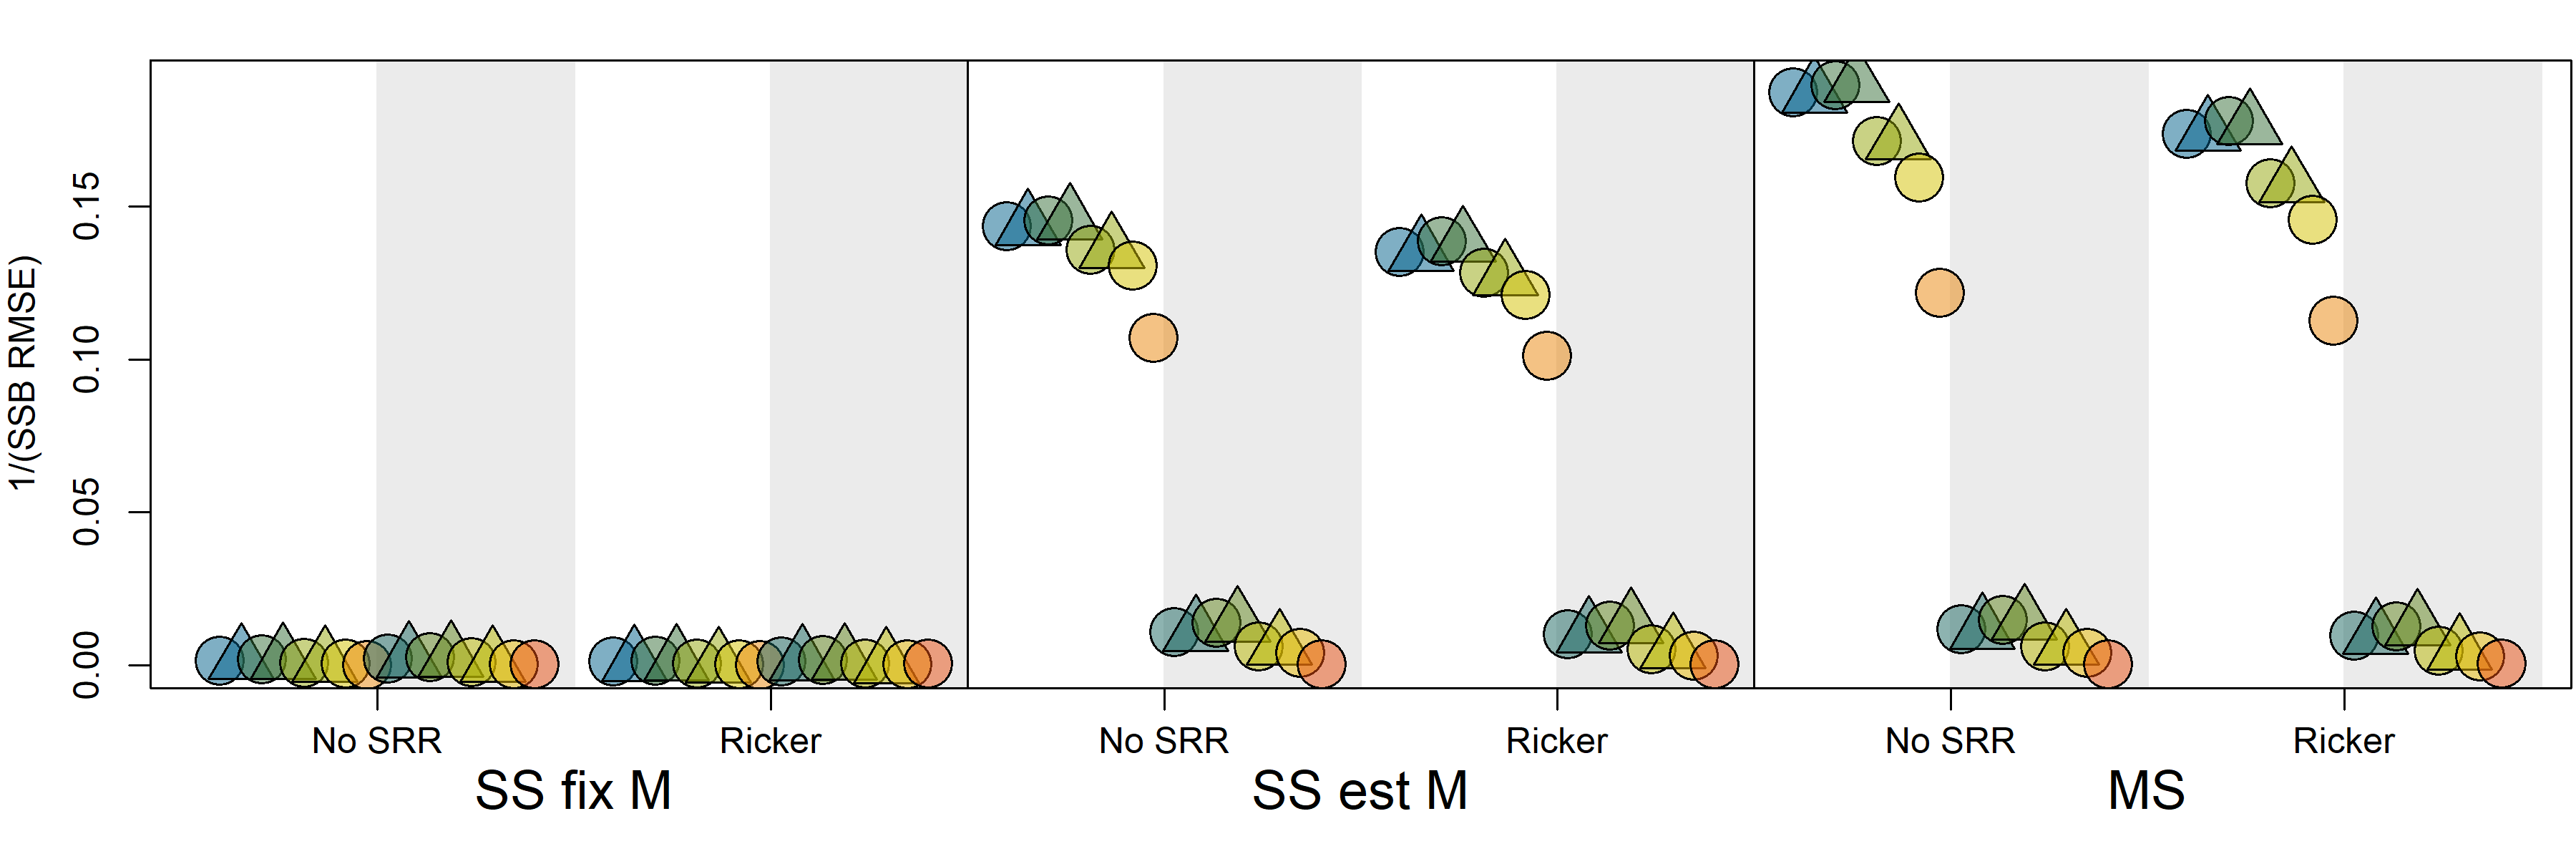 1/(SSB RMSE)
0.15
0.10
0.05
0.00
No SRR Ricker No SRR Ricker No SRR Ricker
SS fix M SS est M MS